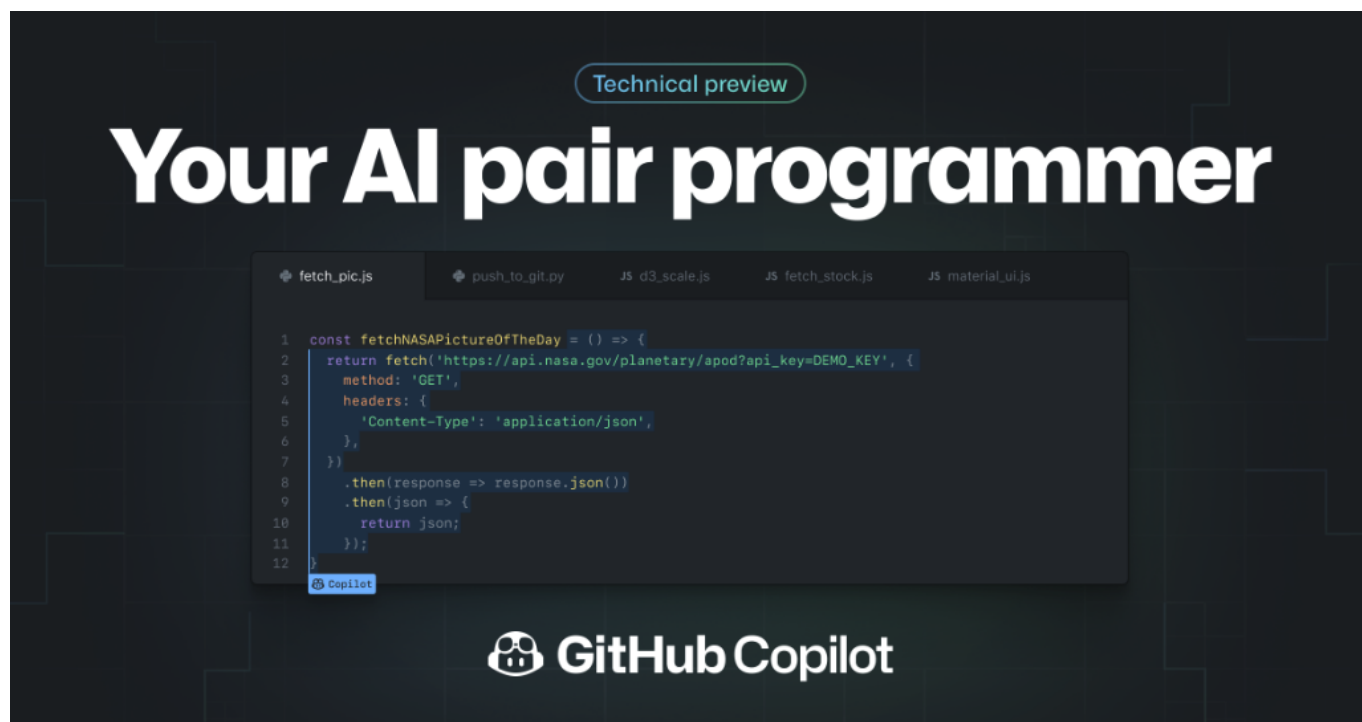 Technical preview
Your AI pair programmer
fetch_pic.js push_to_git.py JS d3_scale.js JS fetch_stock.js JS material_ui.js
1 const fetchNASAPictureOfTheDay = () => {
2 return fetch('https://api.nasa.gov/planetary/apod?api_key=DEMO_KEY', {
3 method: 'GET',
4 headers: {
5 'Content-Type': 'application/json',
6 },
7 })
8 .then(response => response.json())
9 .then(json => {
10 return json;
11 });
12 }
Copilot
GitHub Copilot